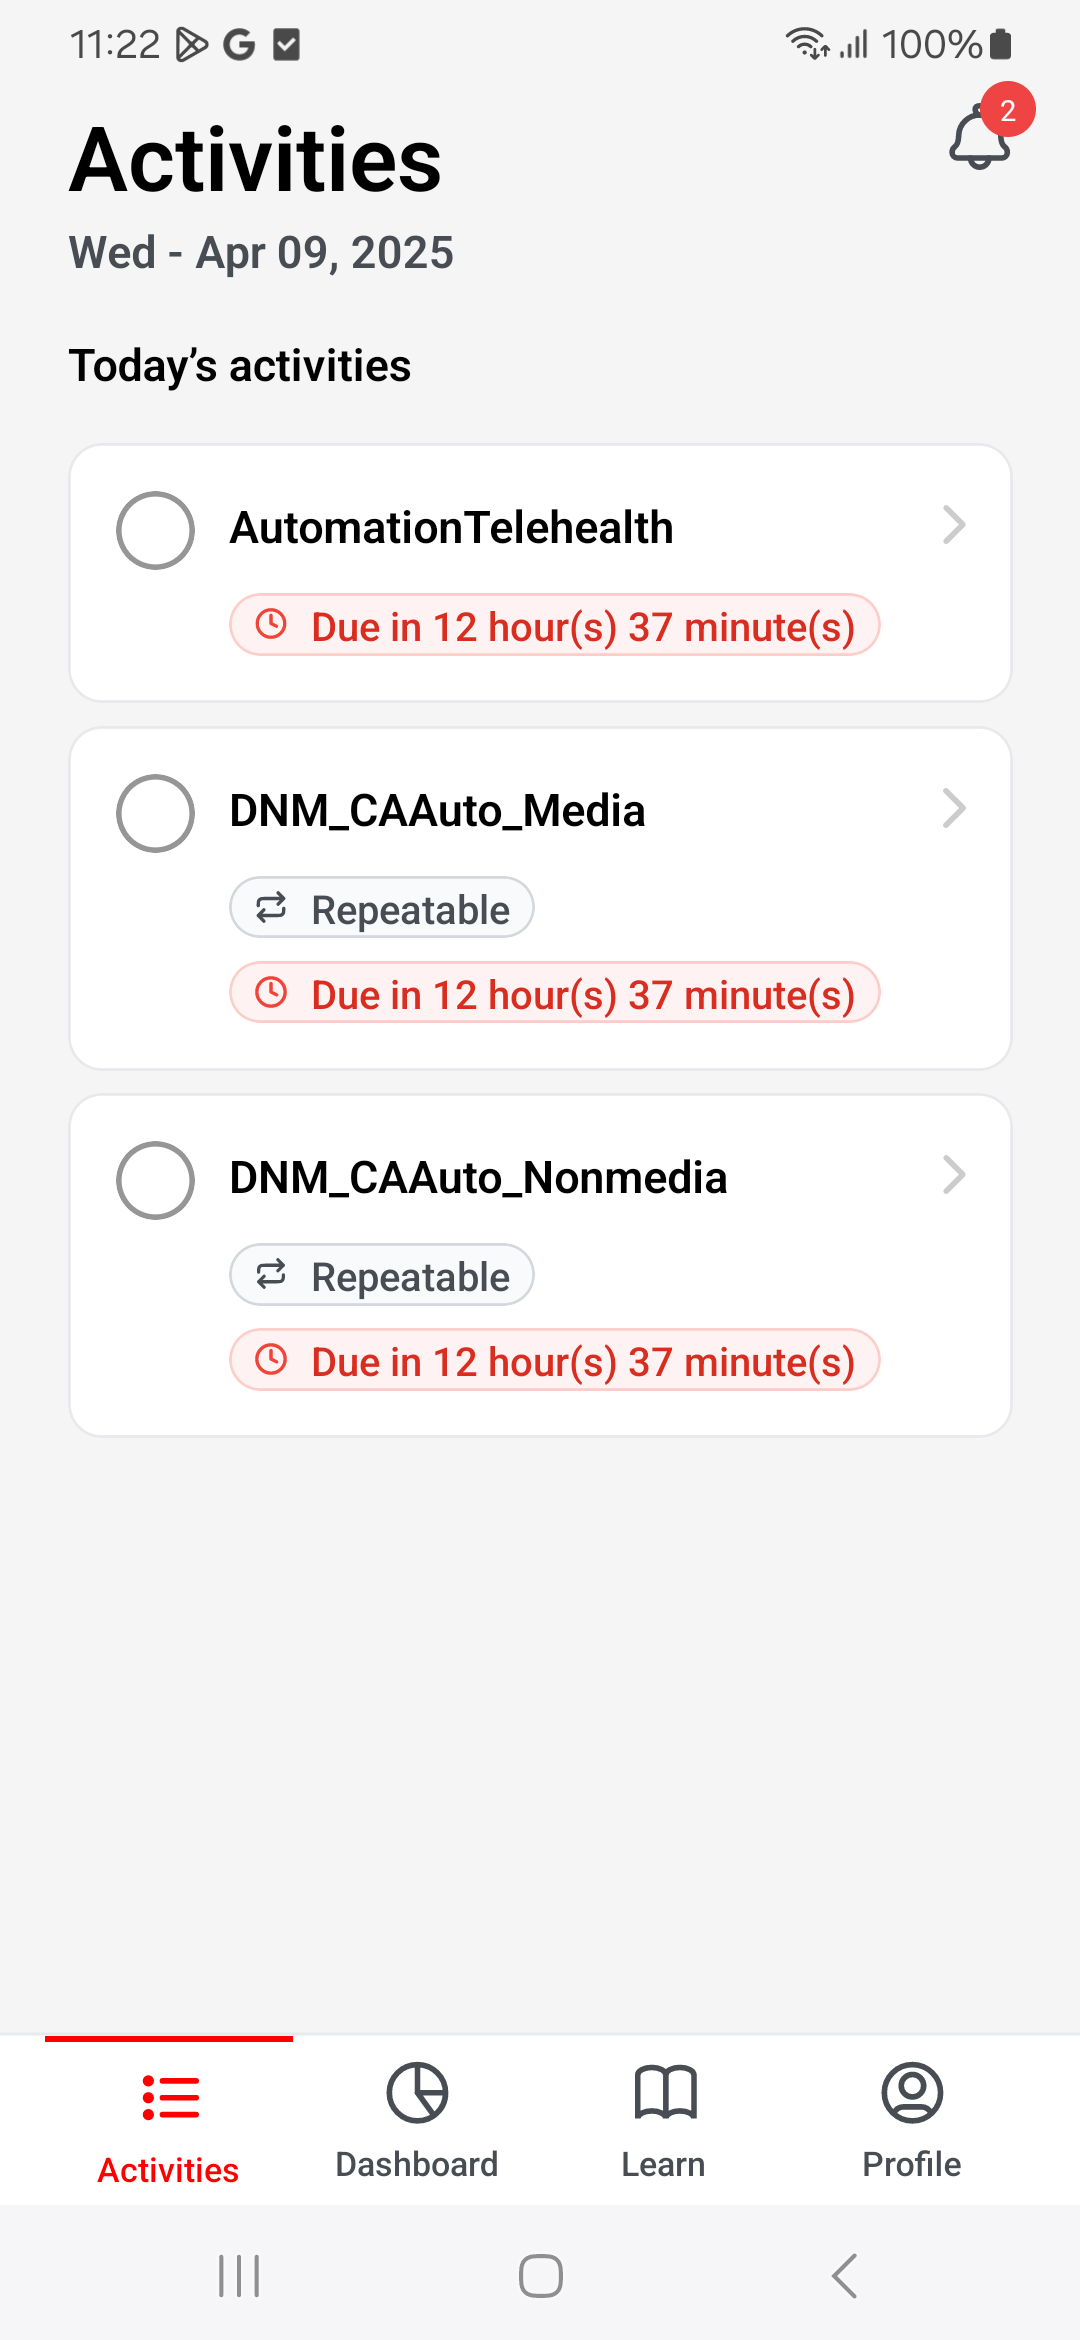 11:22 100%
2
Activities
Wed - Apr 09, 2025
Today’s activities
AutomationTelehealth
Due in 12 hour(s) 37 minute(s)
DNM_CAAuto_Media
Repeatable
Due in 12 hour(s) 37 minute(s)
DNM_CAAuto_Nonmedia
Repeatable
Due in 12 hour(s) 37 minute(s)
Activities Dashboard Learn Profile